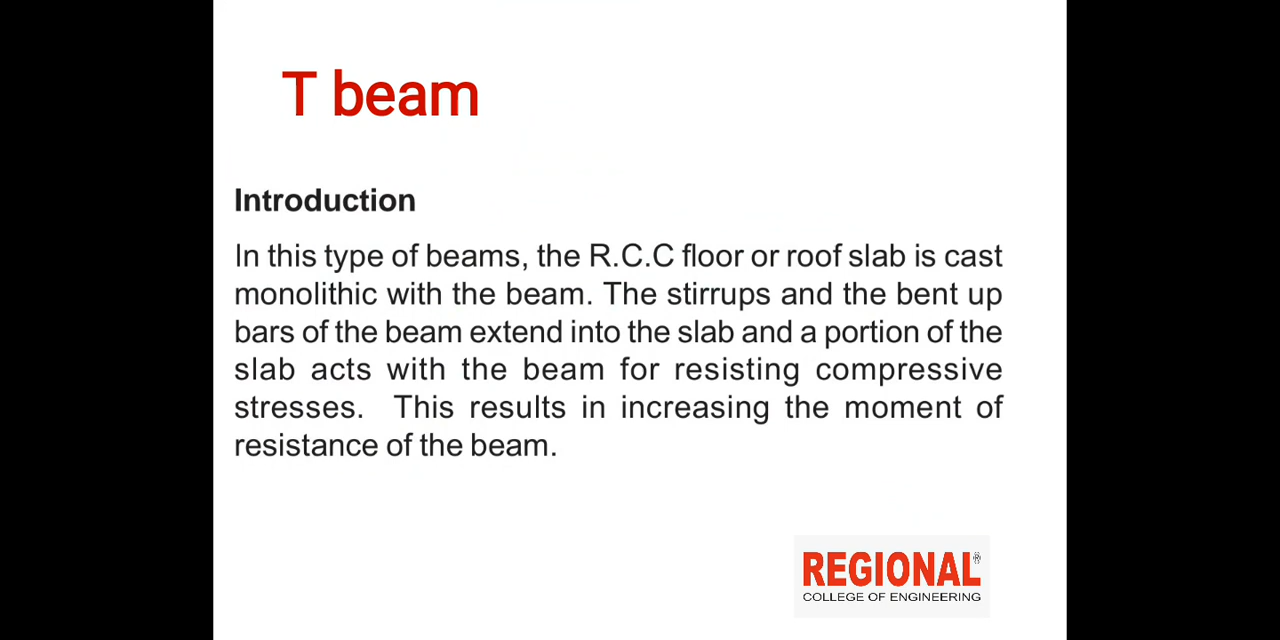 T beam
Introduction
In this type of beams, the R.C.C floor or roof slab is cast
monolithic with the beam. The stirrups and the bent up
bars of the beam extend into the slab and a portion of the
slab acts with the beam for resisting compressive
stresses. This results in increasing the moment of
resistance of the beam.
REGIONAL®
COLLEGE OF ENGINEERING